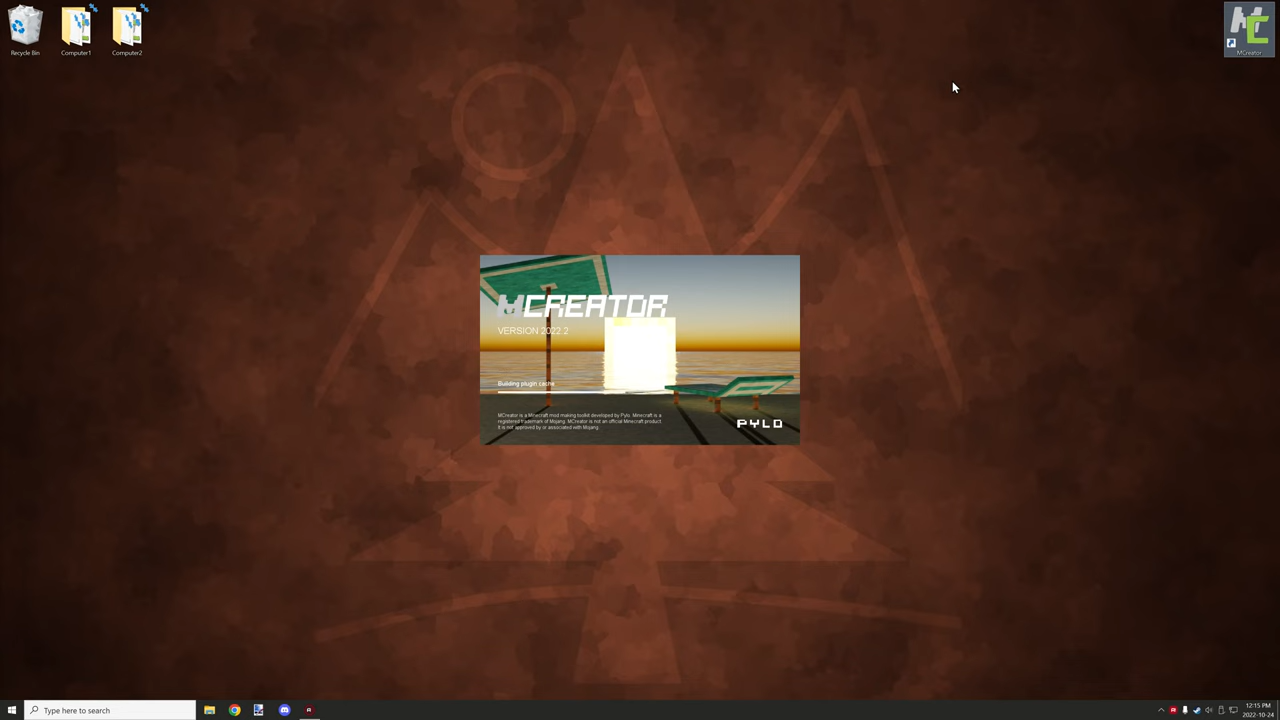 Recycle Bin
Computer1
Computer2
MCreator
MCREATOR
VERSION 2022.2
Building plugin cache
MCreator is a Minecraft mod making toolkit developed by Pylo. Minecraft is a
registered trademark of Mojang. MCreator is not an official Minecraft product.
It is not approved by or associated with Mojang.
PYLO
Type here to search
12:15 PM
2022-10-24